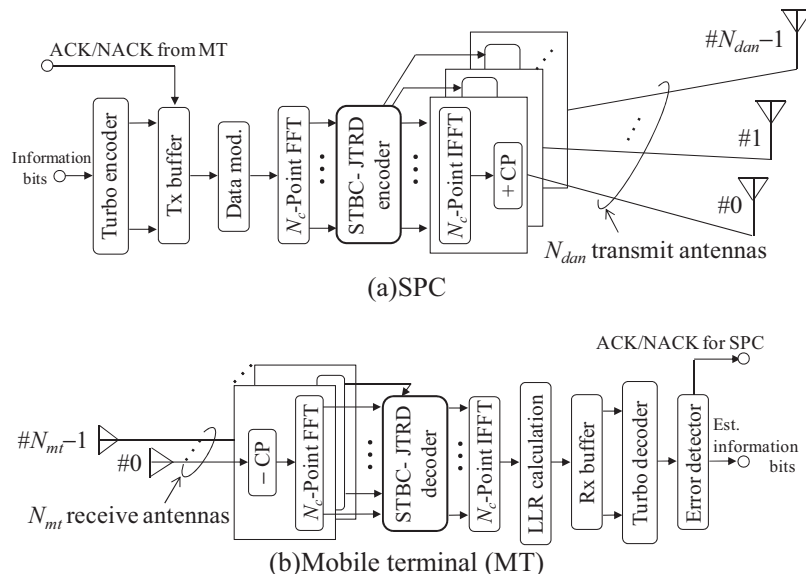 ACK/NACK from MT
Information
bits
Turbo encoder
Tx buffer
Data mod.
N_c-Point FFT
STBC- JTRD
encoder
N_c-Point IFFT
+ CP
#N_dan−1
#1
#0
N_dan transmit antennas
(a)SPC
ACK/NACK for SPC
#N_mt−1
#0
N_mt receive antennas
− CP
N_c-Point FFT
STBC- JTRD
decoder
N_c-Point IFFT
LLR calculation
Rx buffer
Turbo decoder
Error detector
Est.
information
bits
(b)Mobile terminal (MT)